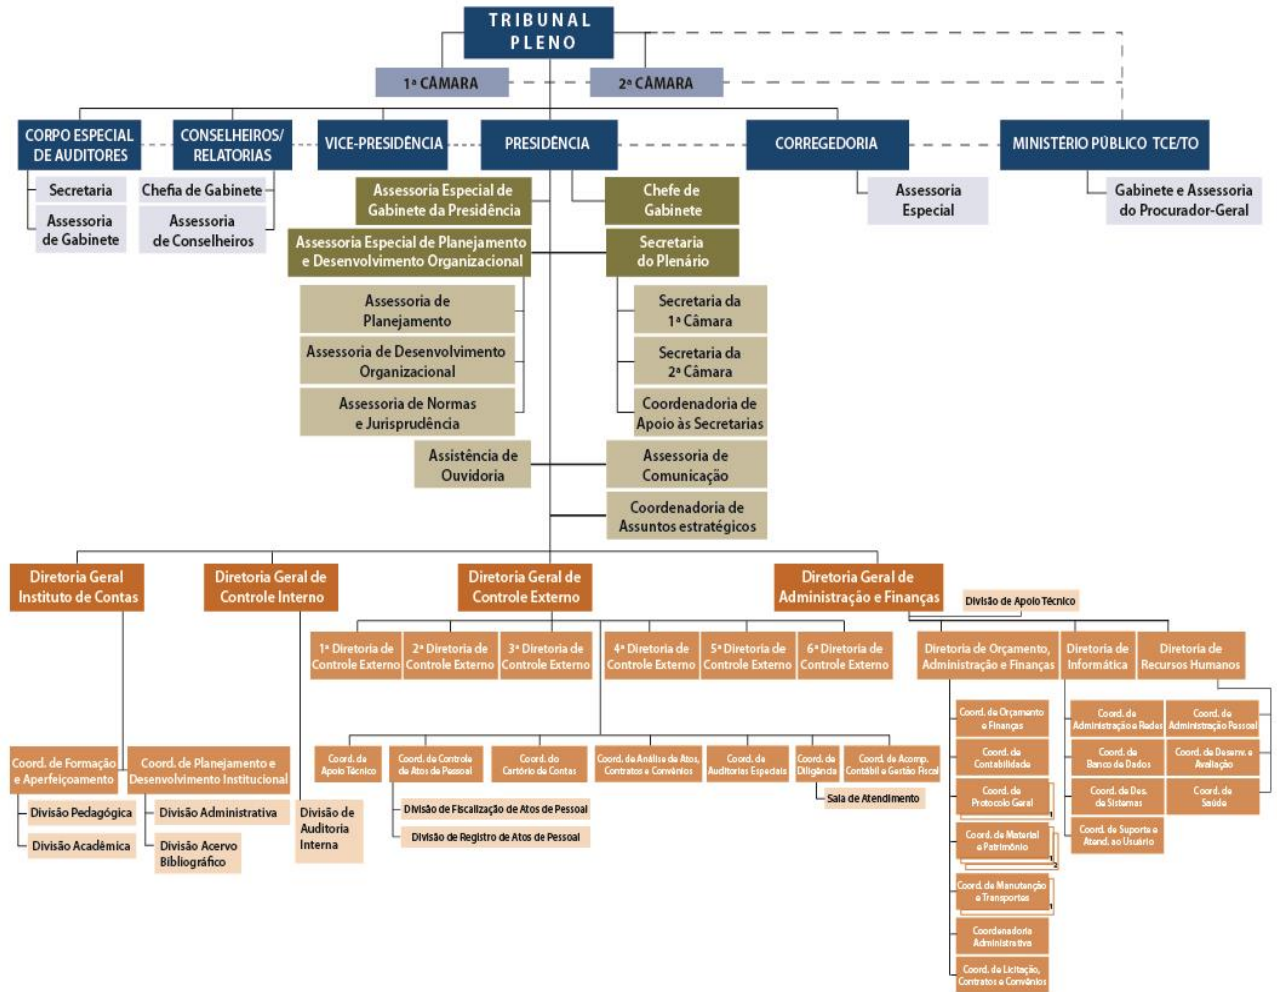 TRIBUNAL
PLENO
1ª CÂMARA
2ª CÂMARA
CORPO ESPECIAL
DE AUDITORES
CONSELHEIROS/
RELATORIAS
VICE-PRESIDÊNCIA
PRESIDÊNCIA
CORREGEDORIA
MINISTÉRIO PÚBLICO TCE/TO
Secretaria
Assessoria
de Gabinete
Chefia de Gabinete
Assessoria
de Conselheiros
Assessoria Especial de
Gabinete da Presidência
Chefe de
Gabinete
Assessoria
Especial
Gabinete e Assessoria
do Procurador-Geral
Assessoria Especial de Planejamento
e Desenvolvimento Organizacional
Secretaria
do Plenário
Assessoria de
Planejamento
Secretaria da
1ª Câmara
Assessoria de Desenvolvimento
Organizacional
Secretaria da
2ª Câmara
Assessoria de Normas
e Jurisprudência
Coordenadoria de
Apoio às Secretarias
Assistência de
Ouvidoria
Assessoria de
Comunicação
Coordenadoria de
Assuntos estratégicos
Diretoria Geral
Instituto de Contas
Diretoria Geral de
Controle Interno
Diretoria Geral de
Controle Externo
Diretoria Geral de
Administração e Finanças
Divisão de Apoio Técnico
1ª Diretoria de
Controle Externo
2ª Diretoria de
Controle Externo
3ª Diretoria de
Controle Externo
4ª Diretoria de
Controle Externo
5ª Diretoria de
Controle Externo
6ª Diretoria de
Controle Externo
Diretoria de Orçamento,
Administração e Finanças
Diretoria de
Informática
Diretoria de
Recursos Humanos
Coord. de Formação
e Aperfeiçoamento
Coord. de Planejamento e
Desenvolvimento Institucional
Divisão Pedagógica
Divisão Acadêmica
Divisão Administrativa
Divisão Acervo
Bibliográfico
Divisão de
Auditoria
Interna
Coord. de
Apoio Técnico
Coord. de Controle
de Atos de Pessoal
Coord. do
Cartório de Contas
Coord. de Análise de Atos,
Contratos e Convênios
Coord. de
Auditorias Especiais
Coord. de
Diligência
Coord. de Acomp.
Contábil e Gestão Fiscal
Divisão de Fiscalização de Atos de Pessoal
Divisão de Registro de Atos de Pessoal
Sala de Atendimento
Coord. de Orçamento
e Finanças
Coord. de
Contabilidade
Coord. de
Protocolo Geral
1
Coord. de Material
e Patrimônio
1
2
Coord. de Manutenção
e Transportes
1
Coordenadoria
Administrativa
Coord. de Licitação,
Contratos e Convênios
Coord. de
Administração e Redes
Coord. de
Banco de Dados
Coord. de Des.
de Sistemas
Coord. de Suporte e
Atend. ao Usuário
Coord. de
Administração Pessoal
Coord. de Desenv. e
Avaliação
Coord. de
Saúde